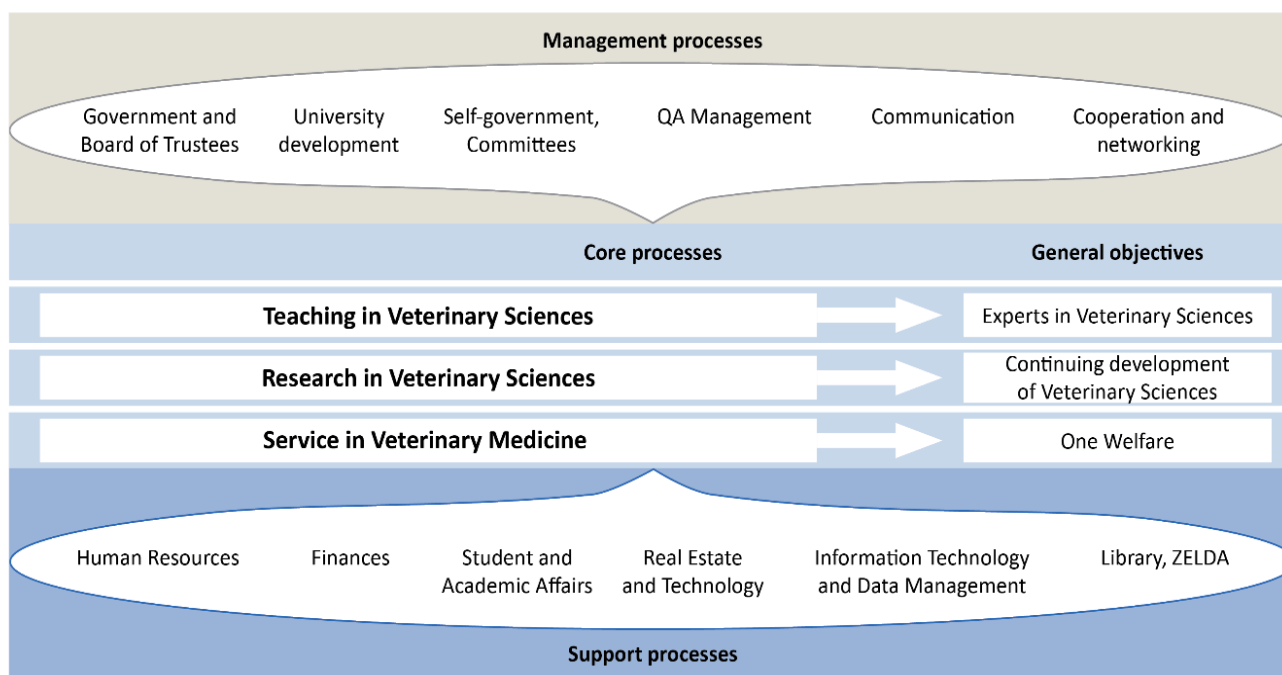 Management processes
Government and
Board of Trustees
University
development
Self-government,
Committees
QA Management
Communication
Cooperation and
networking
Core processes
General objectives
Teaching in Veterinary Sciences
Experts in Veterinary Sciences
Research in Veterinary Sciences
Continuing development
of Veterinary Sciences
Service in Veterinary Medicine
One Welfare
Human Resources
Finances
Student and
Academic Affairs
Real Estate
and Technology
Information Technology
and Data Management
Library, ZELDA
Support processes